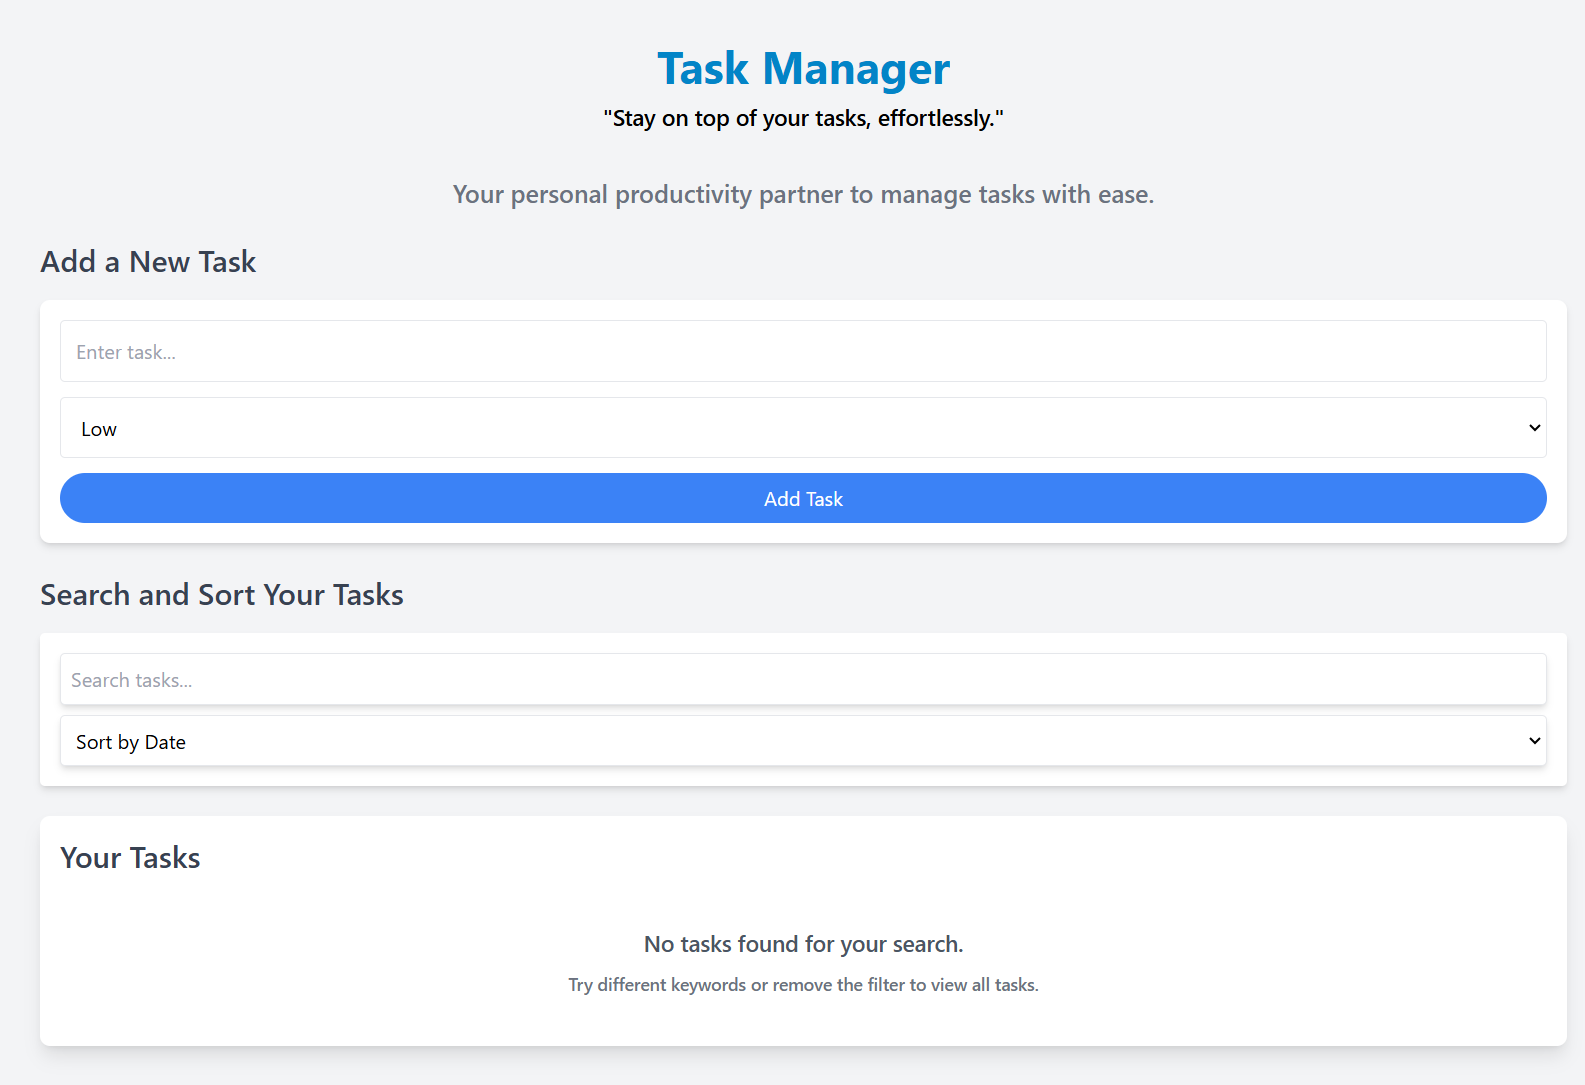 Task Manager
"Stay on top of your tasks, effortlessly."
Your personal productivity partner to manage tasks with ease.
Add a New Task
Enter task...
Low
Add Task
Search and Sort Your Tasks
Search tasks...
Sort by Date
Your Tasks
No tasks found for your search.
Try different keywords or remove the filter to view all tasks.